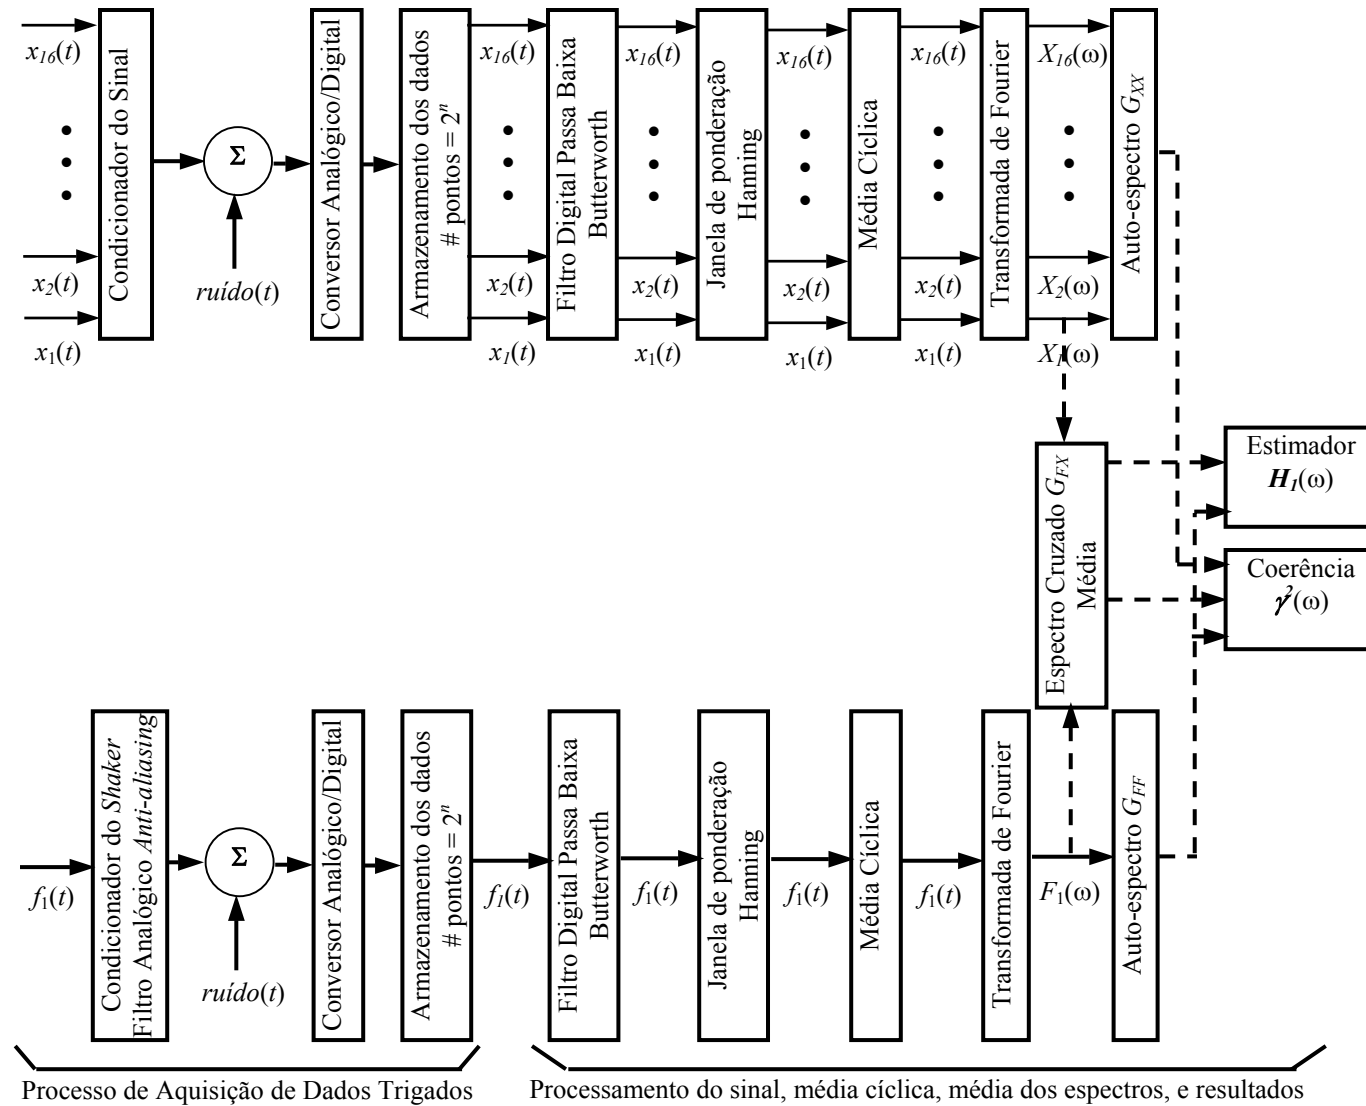 x16(t)
x2(t)
x1(t)
Condicionador do Sinal
Σ
ruído(t)
Conversor Analógico/Digital
Armazenamento dos dados
# pontos = 2^n
x16(t)
x2(t)
x1(t)
Filtro Digital Passa Baixa
Butterworth
x16(t)
x2(t)
x1(t)
Janela de ponderação
Hanning
x16(t)
x2(t)
x1(t)
Média Cíclica
x16(t)
x2(t)
x1(t)
Transformada de Fourier
X16(ω)
X2(ω)
X1(ω)
Auto-espectro GXX
Espectro Cruzado GFX
Média
Estimador
H1(ω)
Coerência
γ²(ω)
f1(t)
Condicionador do Shaker
Filtro Analógico Anti-aliasing
Σ
ruído(t)
Conversor Analógico/Digital
Armazenamento dos dados
# pontos = 2^n
f1(t)
Filtro Digital Passa Baixa
Butterworth
f1(t)
Janela de ponderação
Hanning
f1(t)
Média Cíclica
f1(t)
Transformada de Fourier
F1(ω)
Auto-espectro GFF
Processo de Aquisição de Dados Trigados
Processamento do sinal, média cíclica, média dos espectros, e resultados